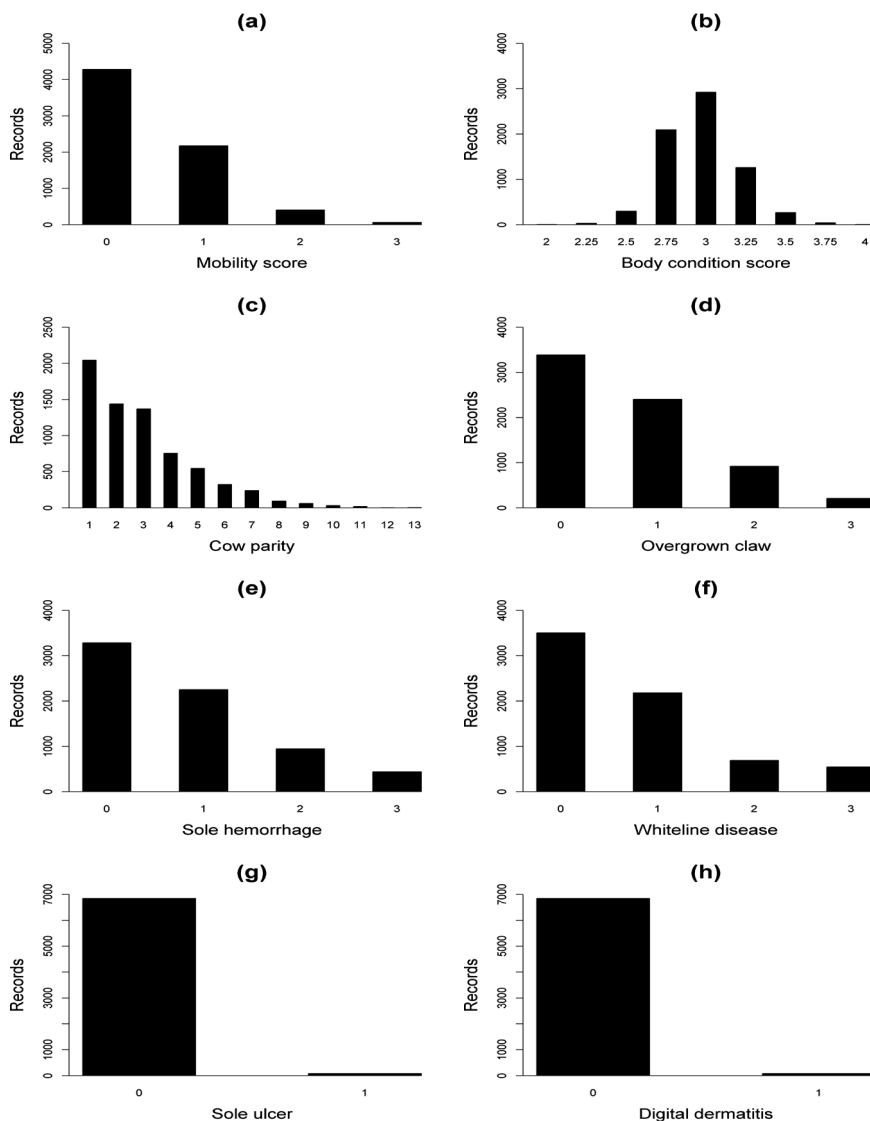 (a)
5000
4000
3000
2000
1000
0
Records
0 1 2 3
Mobility score
(b)
4000
3000
2000
1000
0
Records
2 2.25 2.5 2.75 3 3.25 3.5 3.75 4
Body condition score
(c)
2500
2000
1500
1000
500
0
Records
1 2 3 4 5 6 7 8 9 10 11 12 13
Cow parity
(d)
4000
3000
2000
1000
0
Records
0 1 2 3
Overgrown claw
(e)
4000
3000
2000
1000
0
Records
0 1 2 3
Sole hemorrhage
(f)
4000
3000
2000
1000
0
Records
0 1 2 3
Whiteline disease
(g)
7000
5000
3000
1000
0
Records
0 1
Sole ulcer
(h)
7000
5000
3000
1000
0
Records
0 1
Digital dermatitis